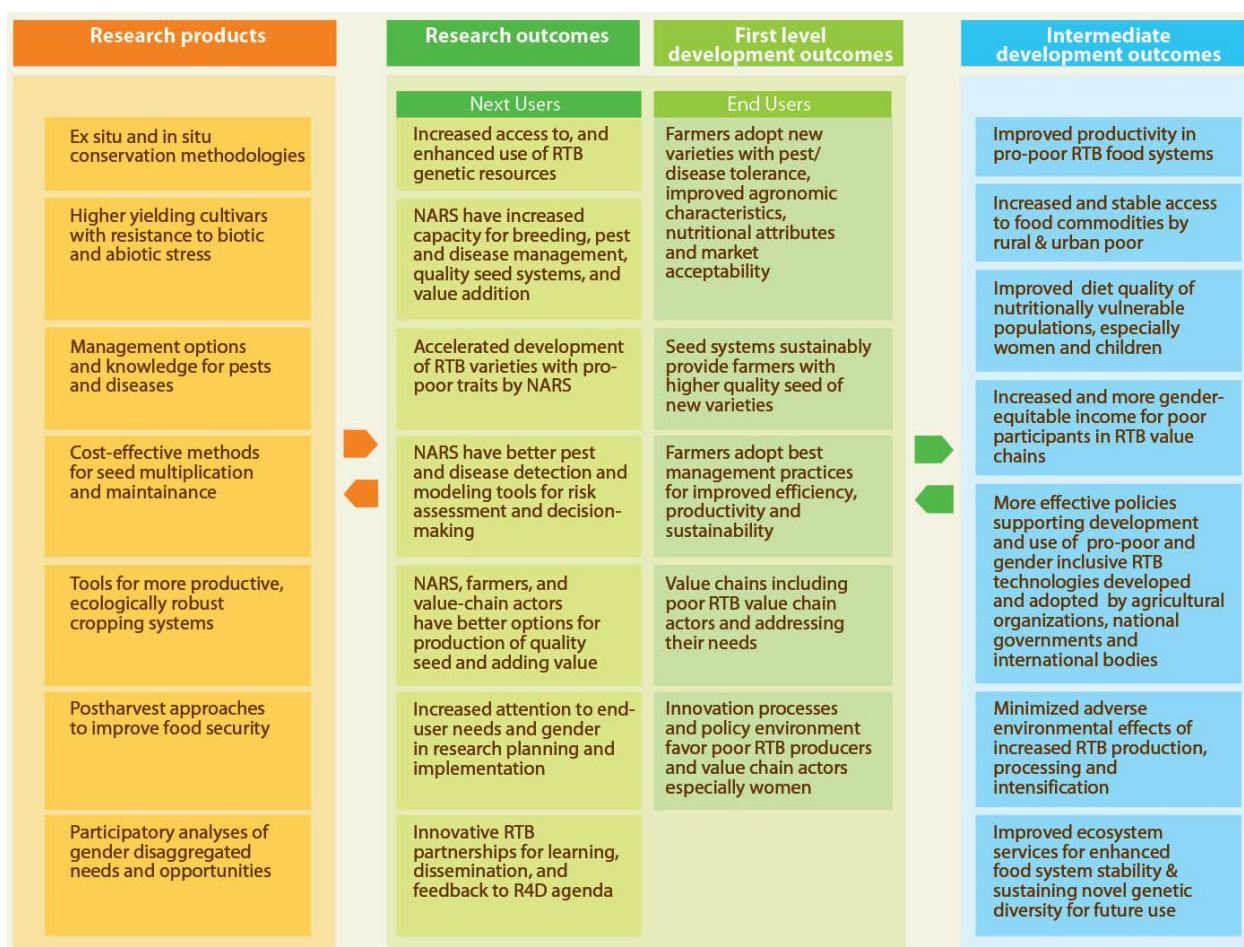 Research products
Ex situ and in situ
conservation methodologies
Higher yielding cultivars
with resistance to biotic
and abiotic stress
Management options
and knowledge for pests
and diseases
Cost-effective methods
for seed multiplication
and maintainance
Tools for more productive,
ecologically robust
cropping systems
Postharvest approaches
to improve food security
Participatory analyses of
gender disaggregated
needs and opportunities
Research outcomes
Next Users
Increased access to, and
enhanced use of RTB
genetic resources
NARS have increased
capacity for breeding, pest
and disease management,
quality seed systems, and
value addition
Accelerated development
of RTB varieties with pro-
poor traits by NARS
NARS have better pest
and disease detection and
modeling tools for risk
assessment and decision-
making
NARS, farmers, and
value-chain actors
have better options for
production of quality
seed and adding value
Increased attention to end-
user needs and gender
in research planning and
implementation
Innovative RTB
partnerships for learning,
dissemination, and
feedback to R4D agenda
First level
development outcomes
End Users
Farmers adopt new
varieties with pest/
disease tolerance,
improved agronomic
characteristics,
nutritional attributes
and market
acceptability
Seed systems sustainably
provide farmers with
higher quality seed of
new varieties
Farmers adopt best
management practices
for improved efficiency,
productivity and
sustainability
Value chains including
poor RTB value chain
actors and addressing
their needs
Innovation processes
and policy environment
favor poor RTB producers
and value chain actors
especially women
Intermediate
development outcomes
Improved productivity in
pro-poor RTB food systems
Increased and stable access
to food commodities by
rural & urban poor
Improved diet quality of
nutritionally vulnerable
populations, especially
women and children
Increased and more gender-
equitable income for poor
participants in RTB value
chains
More effective policies
supporting development
and use of pro-poor and
gender inclusive RTB
technologies developed
and adopted by agricultural
organizations, national
governments and
international bodies
Minimized adverse
environmental effects of
increased RTB production,
processing and
intensification
Improved ecosystem
services for enhanced
food system stability &
sustaining novel genetic
diversity for future use